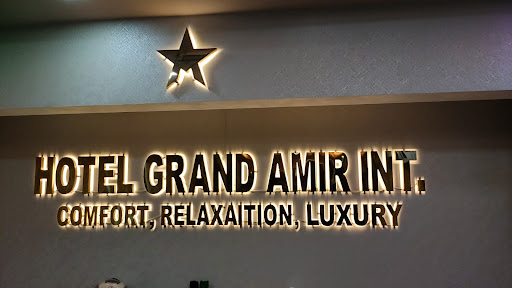 HOTEL GRAND AMIR INT.
COMFORT, RELAXAITION, LUXURY